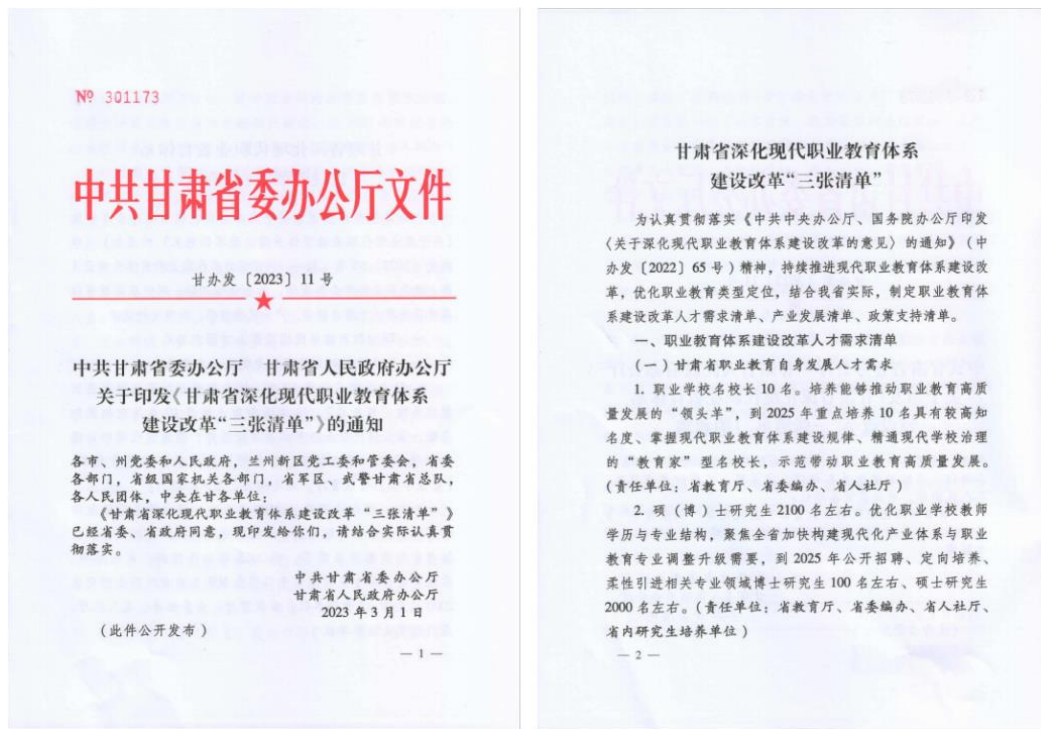 № 301173
中共甘肃省委办公厅文件
甘办发〔2023〕11号
中共甘肃省委办公厅 甘肃省人民政府办公厅
关于印发《甘肃省深化现代职业教育体系
建设改革“三张清单”》的通知
各市、州党委和人民政府，兰州新区党工委和管委会，省委
各部门，省级国家机关各部门，省军区、武警甘肃省总队，
各人民团体，中央在甘各单位：
《甘肃省深化现代职业教育体系建设改革“三张清单”》
已经省委、省政府同意，现印发给你们，请结合实际认真贯
彻落实。
中共甘肃省委办公厅
甘肃省人民政府办公厅
2023年3月1日
（此件公开发布）
— 1 —
甘肃省深化现代职业教育体系
建设改革“三张清单”
为认真贯彻落实《中共中央办公厅、国务院办公厅印发
〈关于深化现代职业教育体系建设改革的意见〉的通知》（中
办发〔2022〕65号）精神，持续推进现代职业教育体系建设改
革，优化职业教育类型定位，结合我省实际，制定职业教育体
系建设改革人才需求清单、产业发展清单、政策支持清单。
一、职业教育体系建设改革人才需求清单
（一）甘肃省职业教育自身发展人才需求
1. 职业学校名校长10名。培养能够推动职业教育高质
量发展的“领头羊”，到2025年重点培养10名具有较高知
名度、掌握现代职业教育体系建设规律、精通现代学校治理
的“教育家”型名校长，示范带动职业教育高质量发展。
（责任单位：省教育厅、省委编办、省人社厅）
2. 硕（博）士研究生2100名左右。优化职业学校教师
学历与专业结构，聚焦全省加快构建现代化产业体系与职业
教育专业调整升级需要，到2025年公开招聘、定向培养、
柔性引进相关专业领域博士研究生100名左右、硕士研究生
2000名左右。（责任单位：省教育厅、省委编办、省人社厅、
省内研究生培养单位）
— 2 —